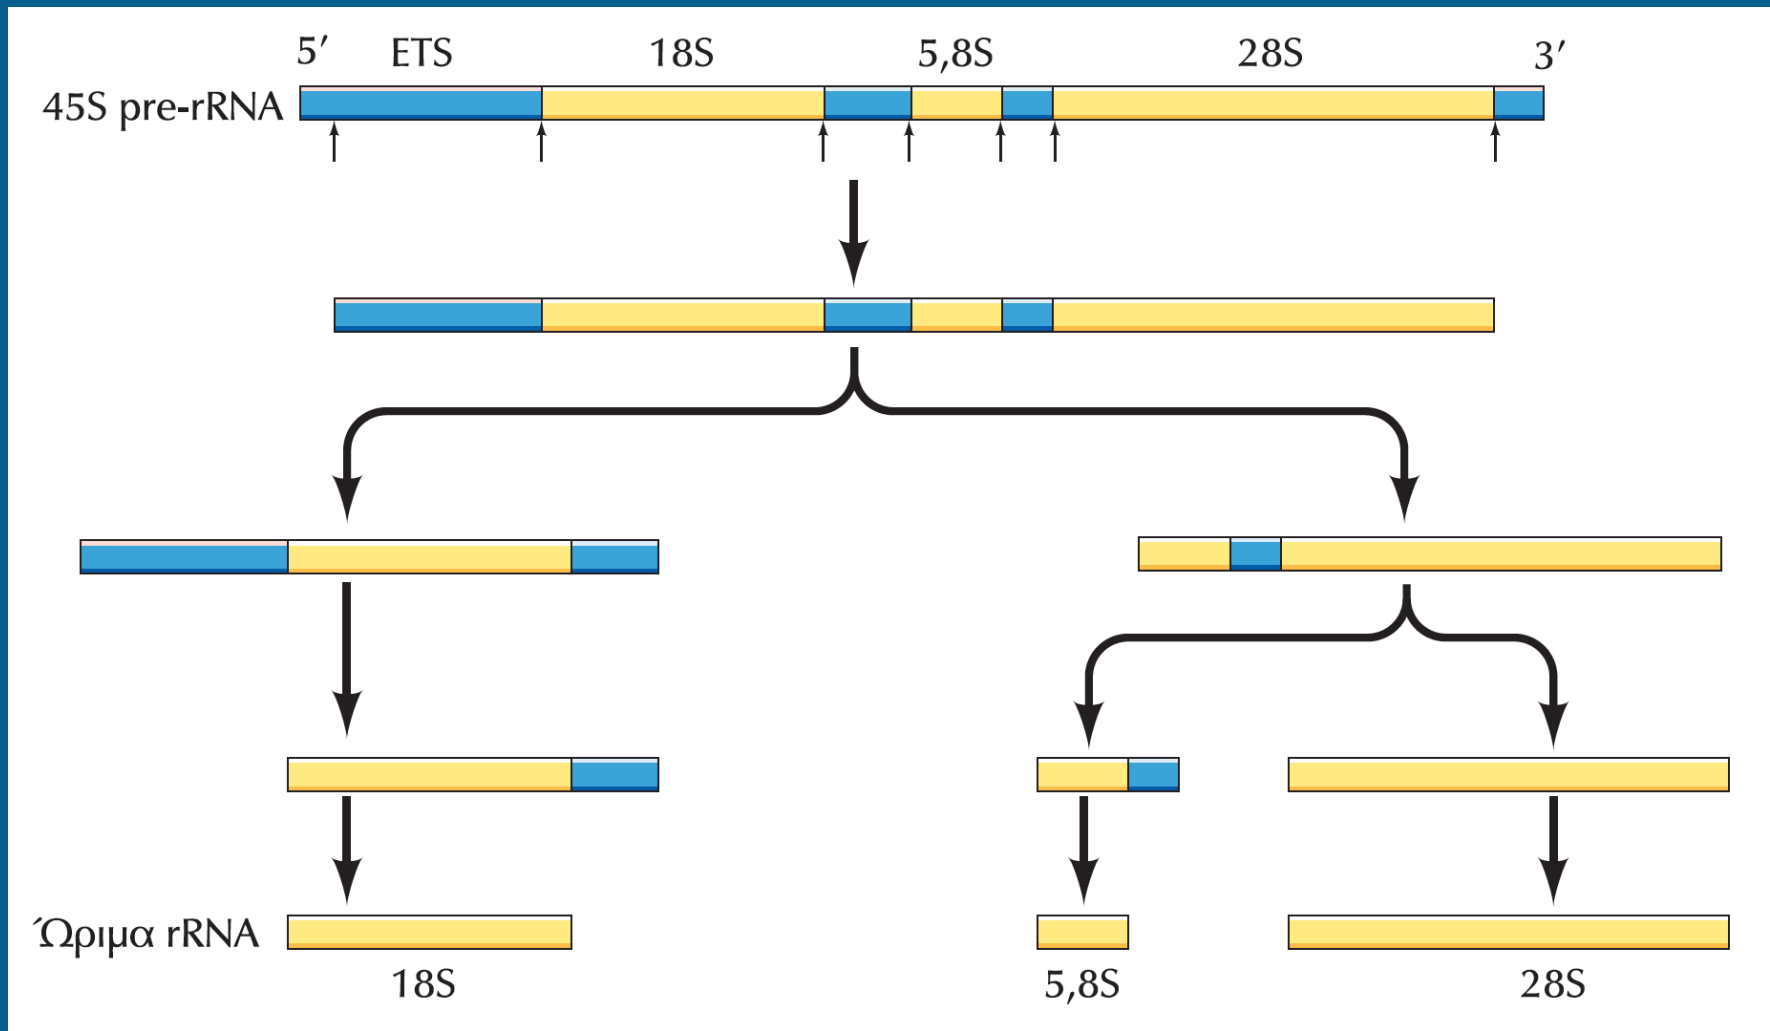 5′ ETS 18S 5,8S 28S 3′
45S pre-rRNA
Ώριμα rRNA
18S 5,8S 28S